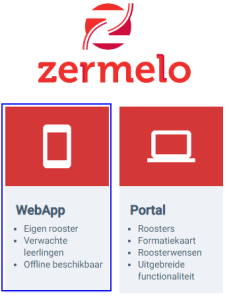 zermelo
WebApp
• Eigen rooster
• Verwachte
leerlingen
• Offline beschikbaar
Portal
• Roosters
• Formatiekaart
• Roosterwensen
• Uitgebreide
functionaliteit